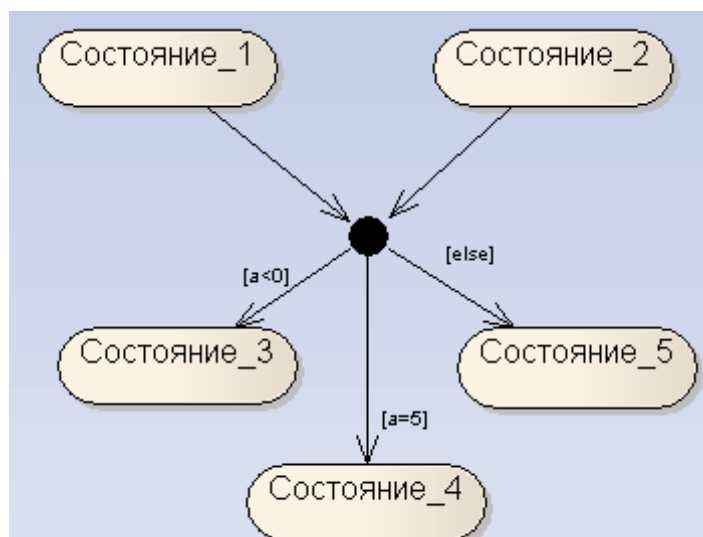 Состояние_1
Состояние_2
[a<0]
[else]
Состояние_3
Состояние_5
[a=5]
Состояние_4